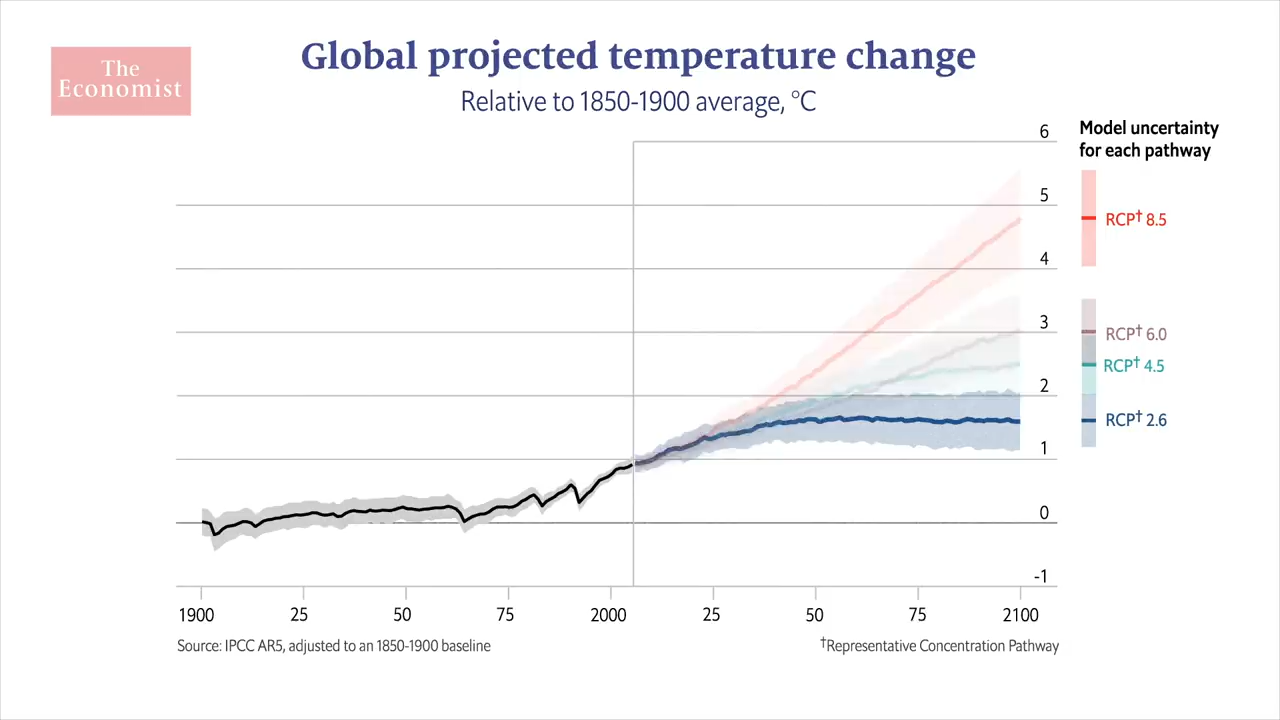 The
Economist
Global projected temperature change
Relative to 1850-1900 average, °C
Model uncertainty
for each pathway
6
5
4
3
2
1
0
-1
RCP† 8.5
RCP† 6.0
RCP† 4.5
RCP† 2.6
1900 25 50 75 2000 25 50 75 2100
Source: IPCC AR5, adjusted to an 1850-1900 baseline
†Representative Concentration Pathway